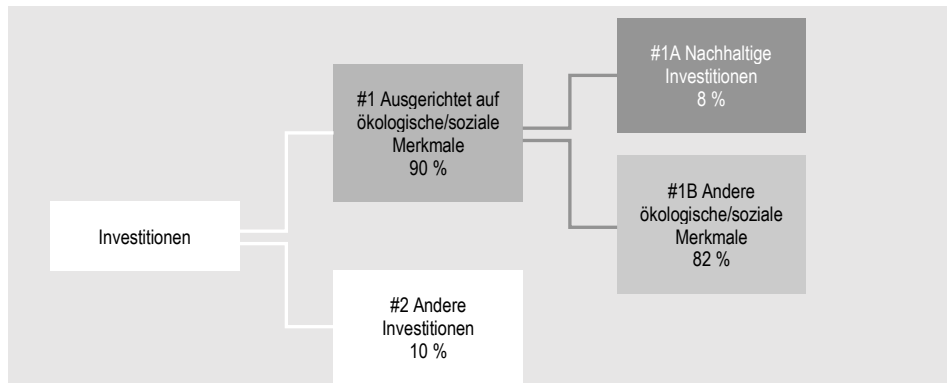 Investitionen
#1 Ausgerichtet auf
ökologische/soziale
Merkmale
90 %
#2 Andere
Investitionen
10 %
#1A Nachhaltige
Investitionen
8 %
#1B Andere
ökologische/soziale
Merkmale
82 %